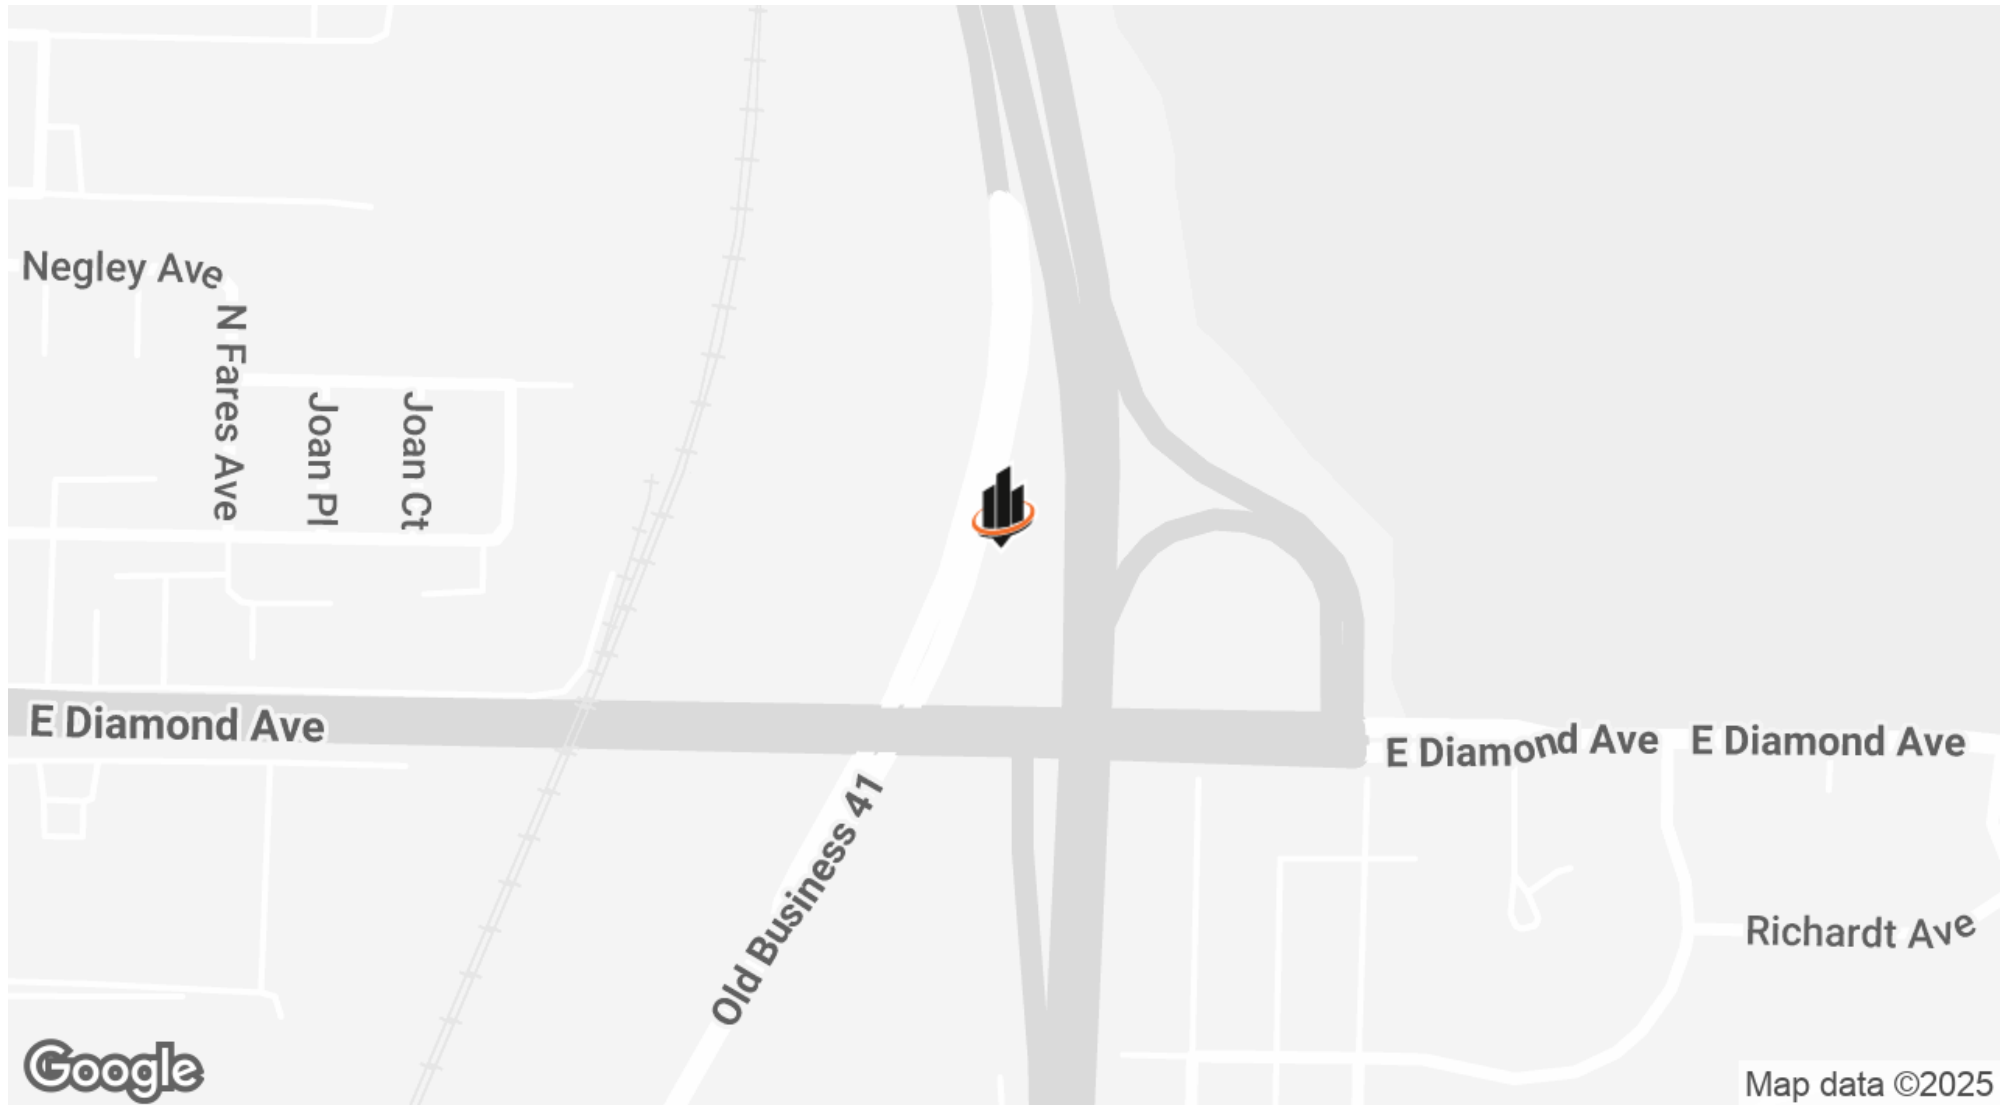 Negley Ave
N Fares Ave
Joan Pl
Joan Ct
E Diamond Ave
E Diamond Ave
E Diamond Ave
Old Business 41
Richardt Ave
Google
Map data ©2025